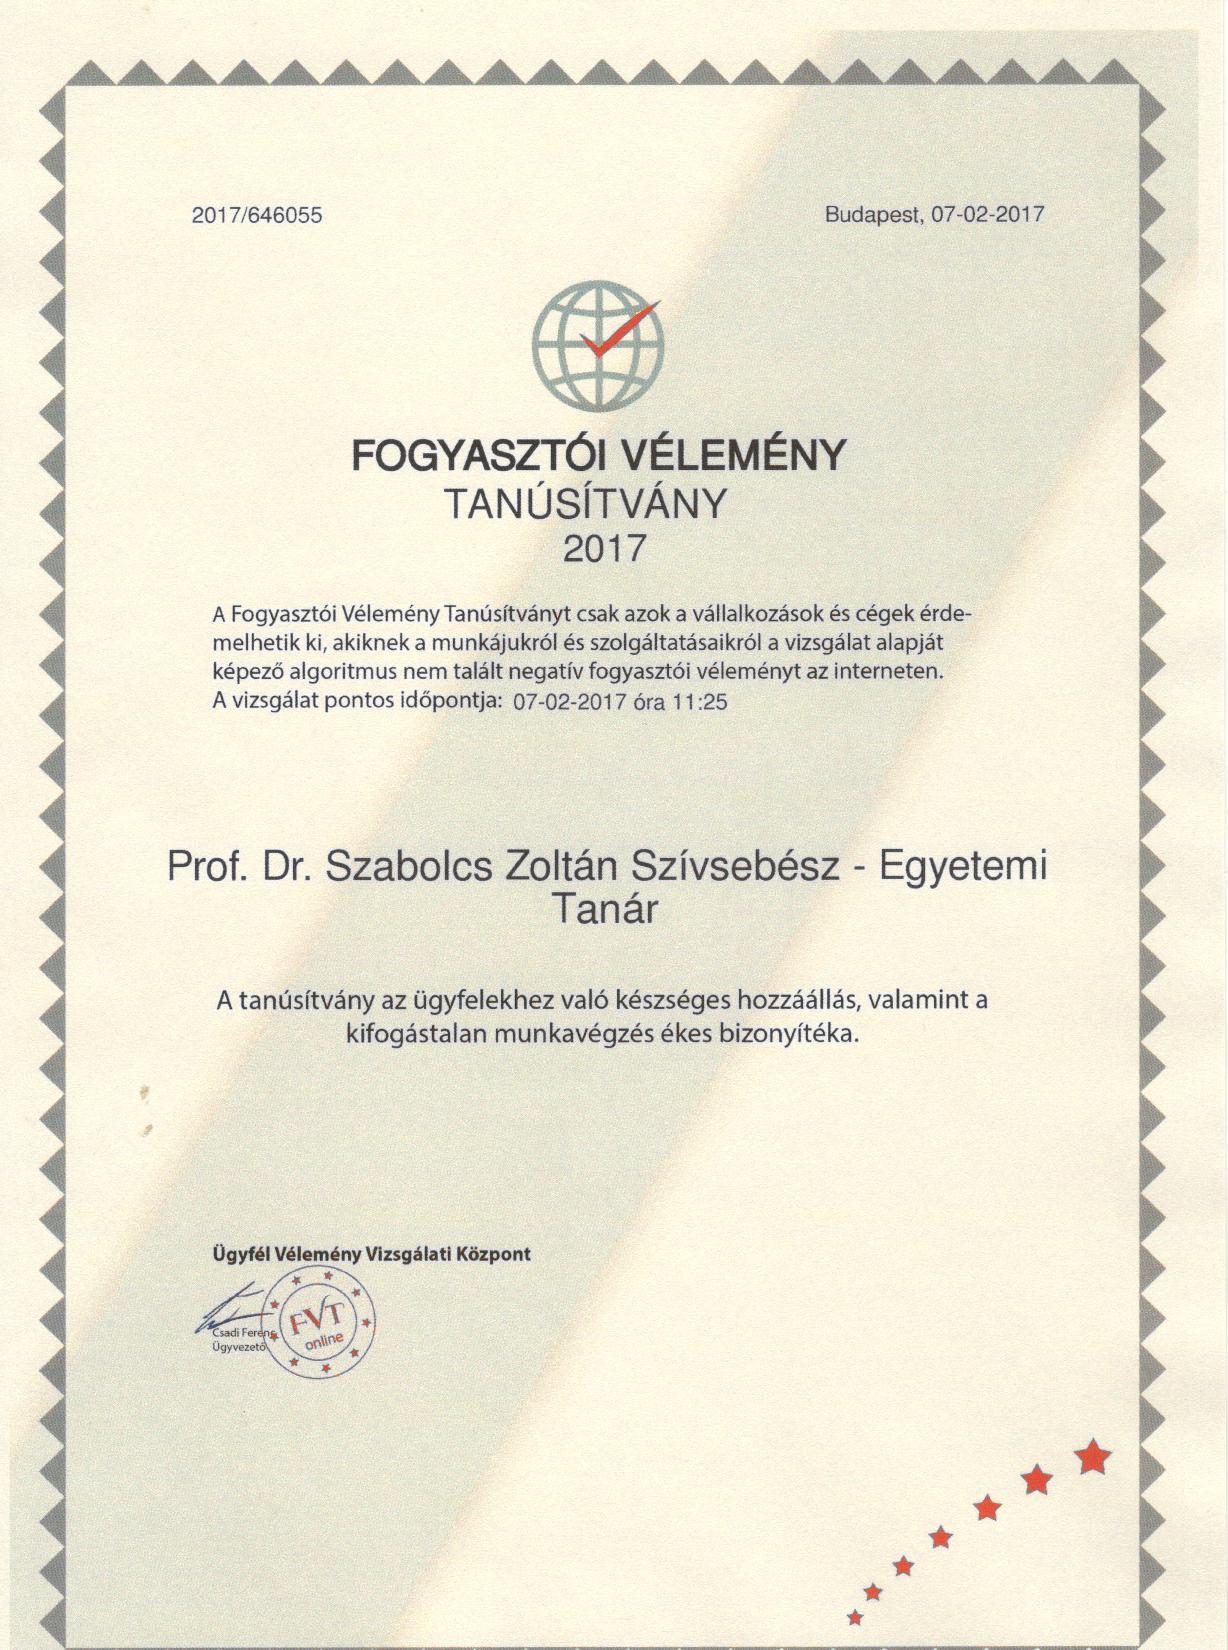 2017/646055
Budapest, 07-02-2017
FOGYASZTÓI VÉLEMÉNY
TANÚSÍTVÁNY
2017
A Fogyasztói Vélemény Tanúsítványt csak azok a vállalkozások és cégek érde-
melhetik ki, akiknek a munkájukról és szolgáltatásaikról a vizsgálat alapját
képező algoritmus nem talált negatív fogyasztói véleményt az interneten.
A vizsgálat pontos időpontja: 07-02-2017 óra 11:25
Prof. Dr. Szabolcs Zoltán Szívsebész - Egyetemi
Tanár
A tanúsítvány az ügyfelekhez való készséges hozzáállás, valamint a
kifogástalan munkavégzés ékes bizonyítéka.
Ügyfél Vélemény Vizsgálati Központ
Csadi Ferenc
Ügyvezető
FVT
online